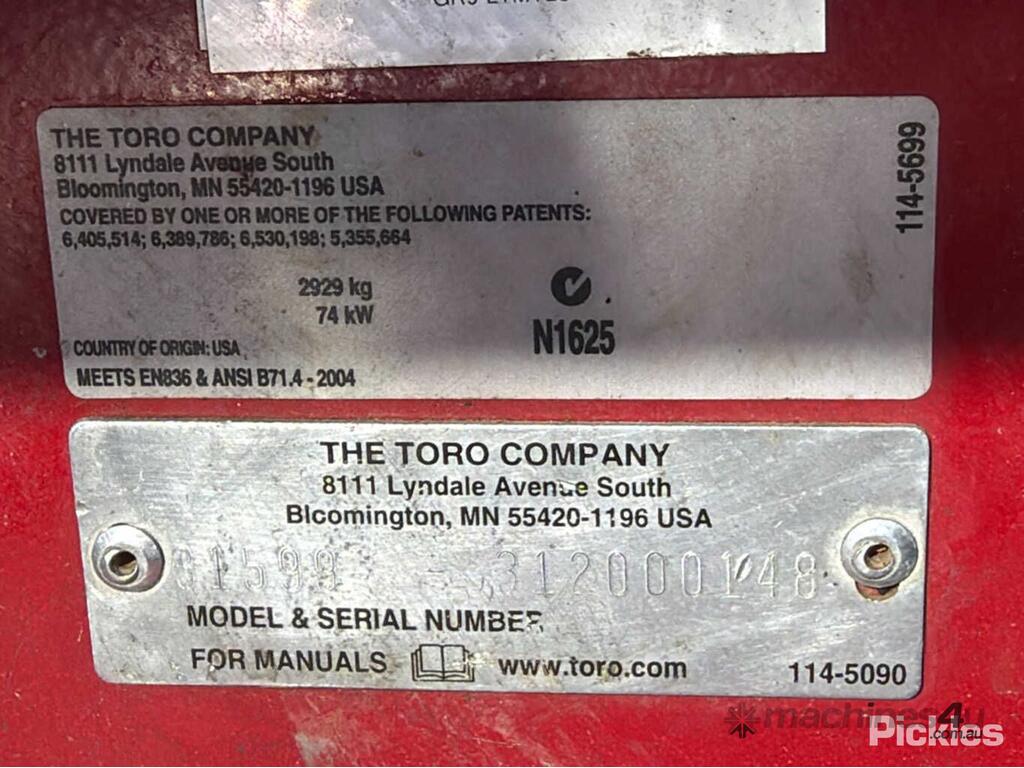 THE TORO COMPANY
8111 Lyndale Avenue South
Bloomington, MN 55420-1196 USA
COVERED BY ONE OR MORE OF THE FOLLOWING PATENTS:
6,405,514; 6,389,786; 6,530,198; 5,355,664
2929 kg
74 kW
N1625
COUNTRY OF ORIGIN: USA
MEETS EN836 & ANSI B71.4 - 2004
114-5699
THE TORO COMPANY
8111 Lyndale Avenue South
Bloomington, MN 55420-1196 USA
312000148
MODEL & SERIAL NUMBER
FOR MANUALS www.toro.com
114-5090
machines4u
.com.au
Pickles